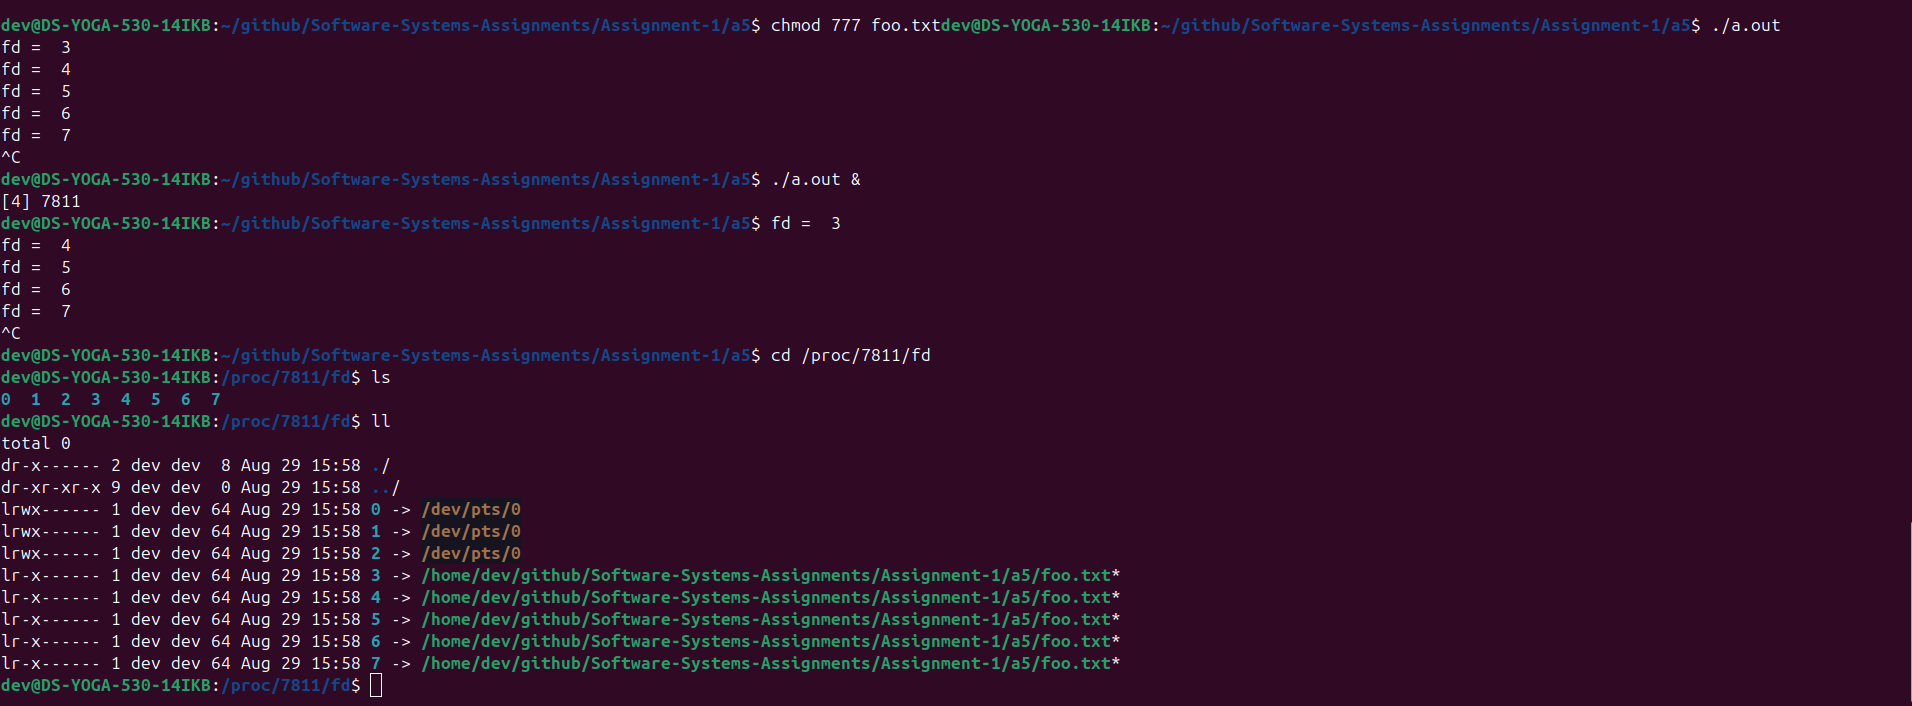 dev@DS-YOGA-530-14IKB:~/github/Software-Systems-Assignments/Assignment-1/a5$ chmod 777 foo.txtdev@DS-YOGA-530-14IKB:~/github/Software-Systems-Assignments/Assignment-1/a5$ ./a.out
fd =  3
fd =  4
fd =  5
fd =  6
fd =  7
^C
dev@DS-YOGA-530-14IKB:~/github/Software-Systems-Assignments/Assignment-1/a5$ ./a.out &
[4] 7811
dev@DS-YOGA-530-14IKB:~/github/Software-Systems-Assignments/Assignment-1/a5$ fd =  3
fd =  4
fd =  5
fd =  6
fd =  7
^C
dev@DS-YOGA-530-14IKB:~/github/Software-Systems-Assignments/Assignment-1/a5$ cd /proc/7811/fd
dev@DS-YOGA-530-14IKB:/proc/7811/fd$ ls
0  1  2  3  4  5  6  7
dev@DS-YOGA-530-14IKB:/proc/7811/fd$ ll
total 0
dr-x------ 2 dev dev  8 Aug 29 15:58 ./
dr-xr-xr-x 9 dev dev  0 Aug 29 15:58 ../
lrwx------ 1 dev dev 64 Aug 29 15:58 0 -> /dev/pts/0
lrwx------ 1 dev dev 64 Aug 29 15:58 1 -> /dev/pts/0
lrwx------ 1 dev dev 64 Aug 29 15:58 2 -> /dev/pts/0
lr-x------ 1 dev dev 64 Aug 29 15:58 3 -> /home/dev/github/Software-Systems-Assignments/Assignment-1/a5/foo.txt*
lr-x------ 1 dev dev 64 Aug 29 15:58 4 -> /home/dev/github/Software-Systems-Assignments/Assignment-1/a5/foo.txt*
lr-x------ 1 dev dev 64 Aug 29 15:58 5 -> /home/dev/github/Software-Systems-Assignments/Assignment-1/a5/foo.txt*
lr-x------ 1 dev dev 64 Aug 29 15:58 6 -> /home/dev/github/Software-Systems-Assignments/Assignment-1/a5/foo.txt*
lr-x------ 1 dev dev 64 Aug 29 15:58 7 -> /home/dev/github/Software-Systems-Assignments/Assignment-1/a5/foo.txt*
dev@DS-YOGA-530-14IKB:/proc/7811/fd$